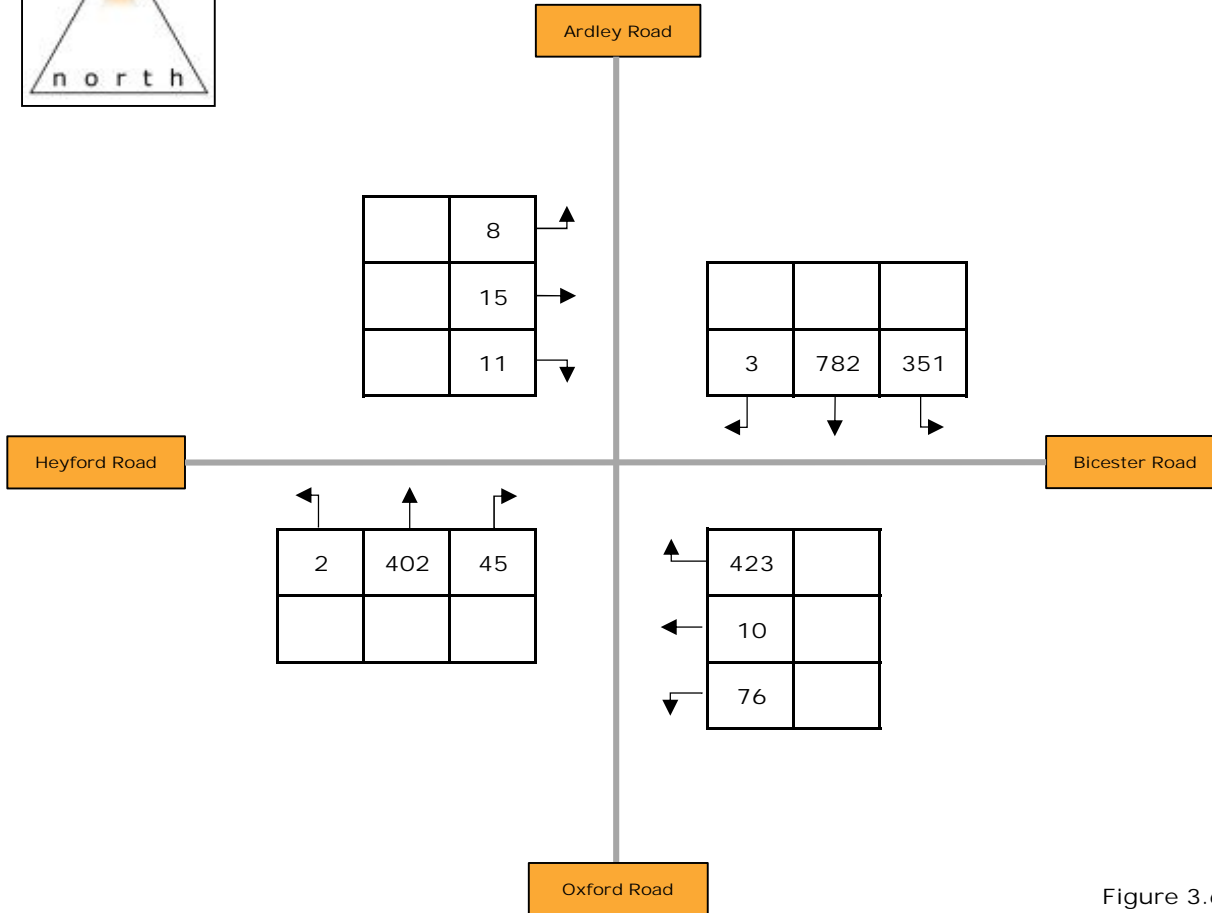 north
Ardley Road
8
15
11
3 782 351
Heyford Road
Bicester Road
2 402 45
423
10
76
Oxford Road
Figure 3.